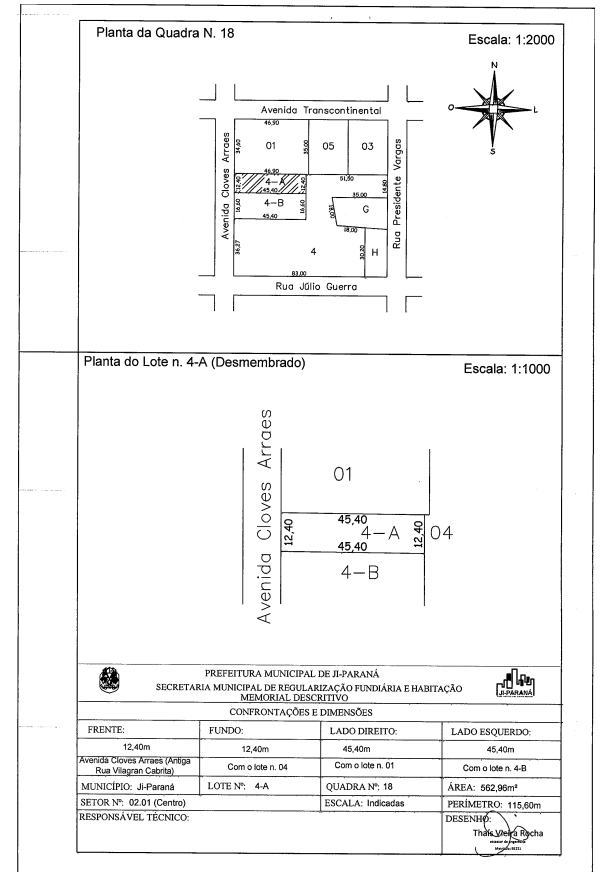 Planta da Quadra N. 18
Escala: 1:2000
N
O
L
S
Avenida Transcontinental
Avenida Cloves Arraes
Rua Presidente Vargas
Rua Júlio Guerra
46,90
34,60
01
35,00
05
03
46,90
51,50
12,40
4-A
12,40
45,40
14,80
16,60
4-B
16,60
45,40
35,00
G
18,00
36,27
4
30,20
H
83,00
Planta do Lote n. 4-A (Desmembrado)
Escala: 1:1000
Avenida Cloves Arraes
01
45,40
12,40
4-A
12,40
04
45,40
4-B
PREFEITURA MUNICIPAL DE JI-PARANÁ
SECRETARIA MUNICIPAL DE REGULARIZAÇÃO FUNDIÁRIA E HABITAÇÃO
MEMORIAL DESCRITIVO
JI-PARANÁ
CONFRONTAÇÕES E DIMENSÕES
FRENTE: FUNDO: LADO DIREITO: LADO ESQUERDO:
12,40m 12,40m 45,40m 45,40m
Avenida Cloves Arraes (Antiga
Rua Vilagran Cabrita)
Com o lote n. 04 Com o lote n. 01 Com o lote n. 4-B
MUNICÍPIO: Ji-Paraná LOTE Nº: 4-A QUADRA Nº: 18 ÁREA: 562,96m²
SETOR Nº: 02.01 (Centro) ESCALA: Indicadas PERÍMETRO: 115,60m
RESPONSÁVEL TÉCNICO: DESENHO:
Thaís Vieira Rocha